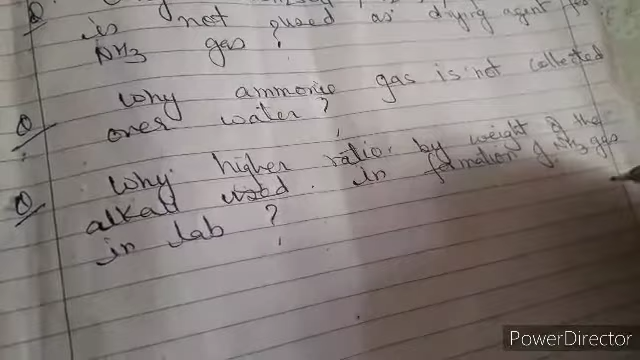 Q
is not used as drying agent for
NH3 gas?
Q Why ammonia gas is not collected
over water?
Q Why higher ratio by weight of the
alkali used in formation of NH3 gas
in lab?
PowerDirector